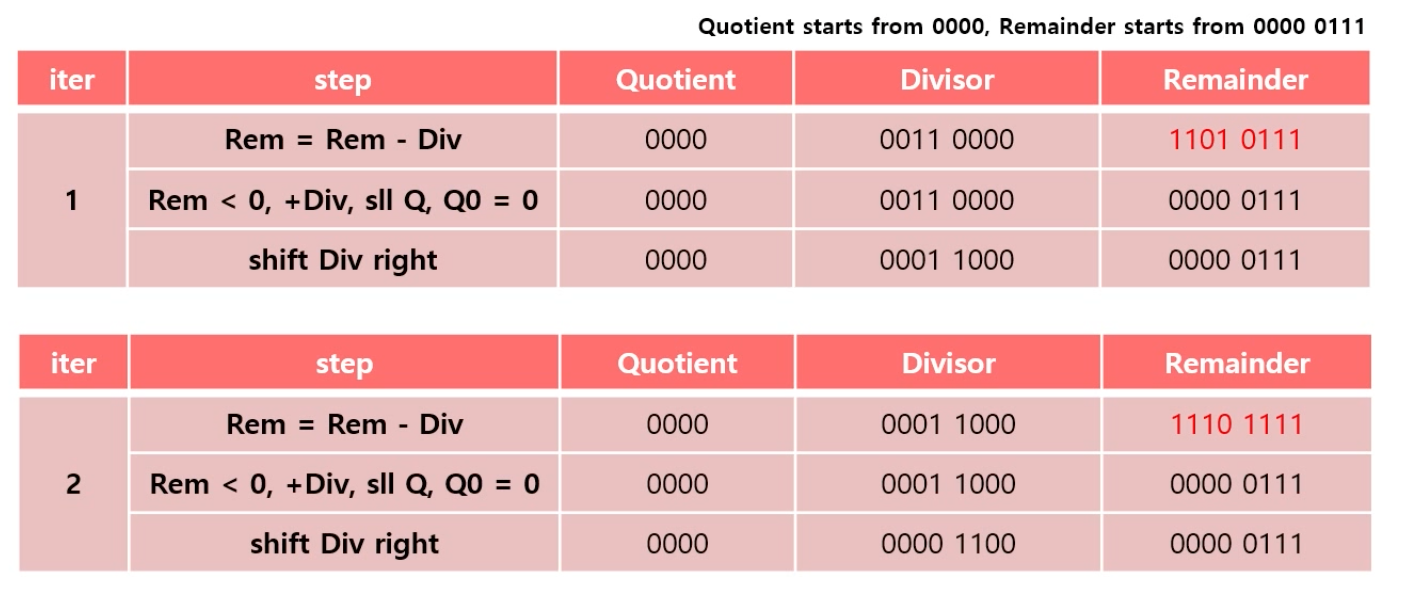 Quotient starts from 0000, Remainder starts from 0000 0111
iter step Quotient Divisor Remainder
Rem = Rem - Div 0000 0011 0000 1101 0111
1 Rem < 0, +Div, sll Q, Q0 = 0 0000 0011 0000 0000 0111
shift Div right 0000 0001 1000 0000 0111
iter step Quotient Divisor Remainder
Rem = Rem - Div 0000 0001 1000 1110 1111
2 Rem < 0, +Div, sll Q, Q0 = 0 0000 0001 1000 0000 0111
shift Div right 0000 0000 1100 0000 0111